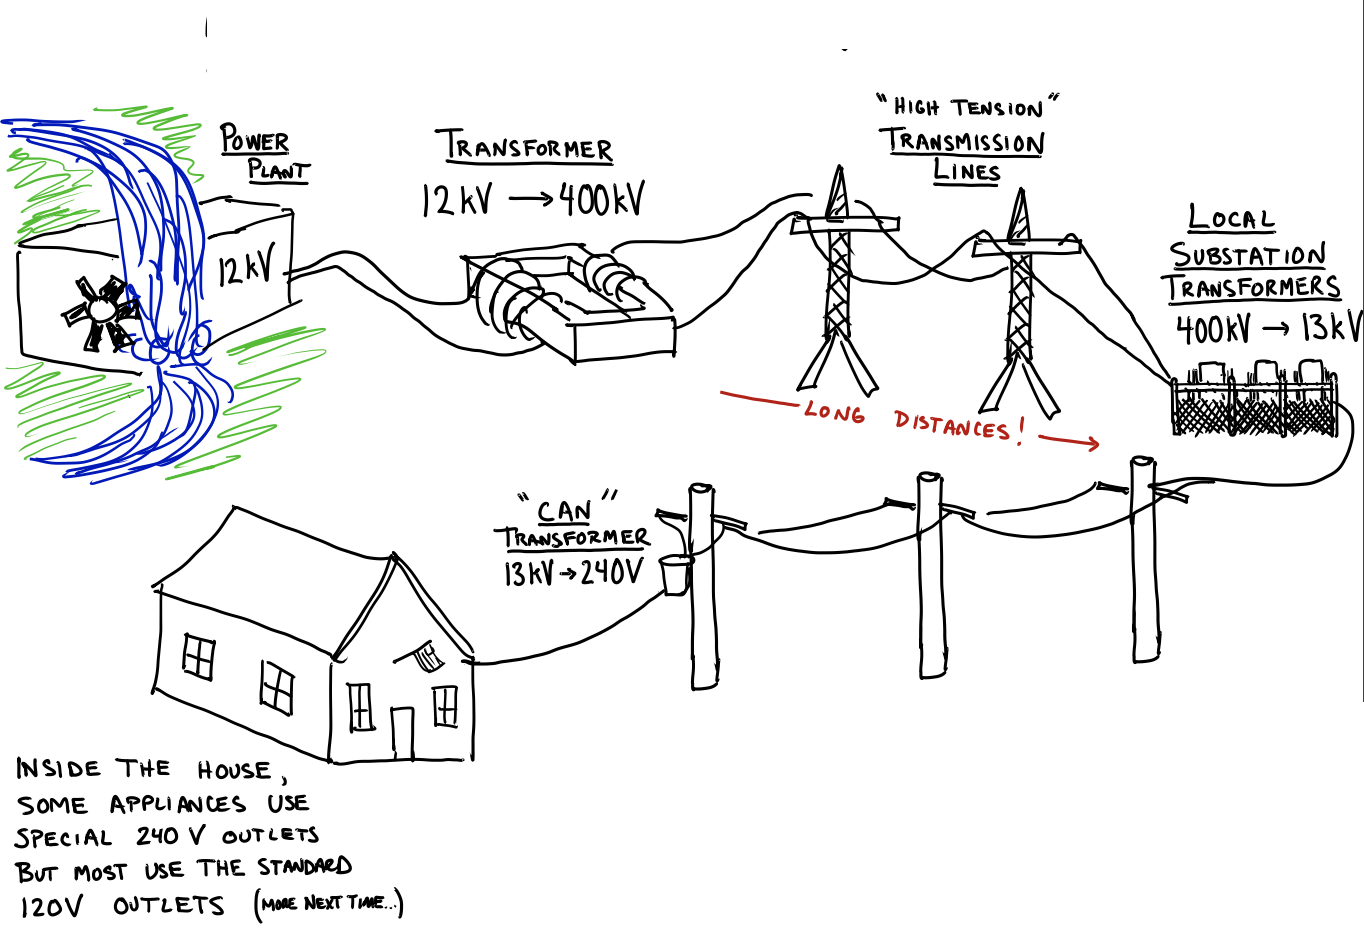 POWER
PLANT
12kV
TRANSFORMER
12kV → 400kV
"HIGH TENSION"
TRANSMISSION
LINES
LONG DISTANCES!
LOCAL
SUBSTATION
TRANSFORMERS
400kV → 13kV
"CAN"
TRANSFORMER
13kV → 240V
INSIDE THE HOUSE,
SOME APPLIANCES USE
SPECIAL 240 V OUTLETS
BUT MOST USE THE STANDARD
120V OUTLETS (MORE NEXT TIME...)